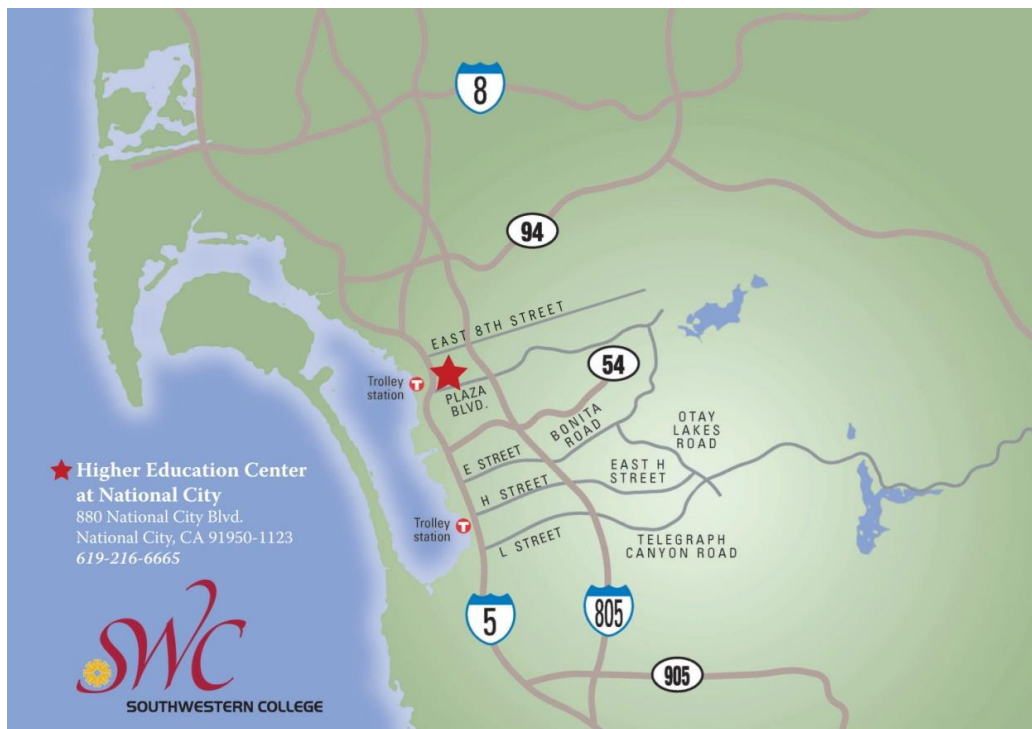 8
94
EAST 8TH STREET
54
Trolley
station
T
PLAZA
BLVD.
BONITA
ROAD
OTAY
LAKES
ROAD
E STREET
EAST H
STREET
H STREET
Trolley
station
T
L STREET
TELEGRAPH
CANYON ROAD
5
805
905
Higher Education Center
at National City
880 National City Blvd.
National City, CA 91950-1123
619-216-6665
SWC
SOUTHWESTERN COLLEGE